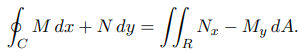 ∮_C M dx + N dy = ∬_R N_x − M_y dA.